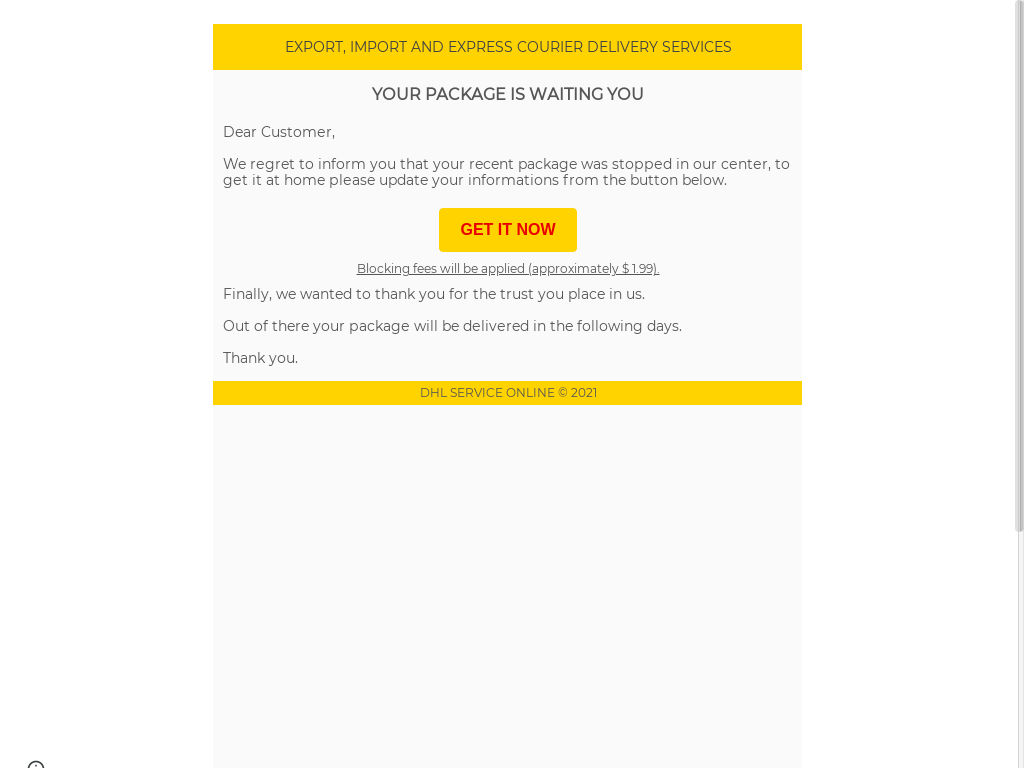 EXPORT, IMPORT AND EXPRESS COURIER DELIVERY SERVICES
YOUR PACKAGE IS WAITING YOU
Dear Customer,
We regret to inform you that your recent package was stopped in our center, to
get it at home please update your informations from the button below.
GET IT NOW
Blocking fees will be applied (approximately $ 1.99).
Finally, we wanted to thank you for the trust you place in us.
Out of there your package will be delivered in the following days.
Thank you.
DHL SERVICE ONLINE © 2021